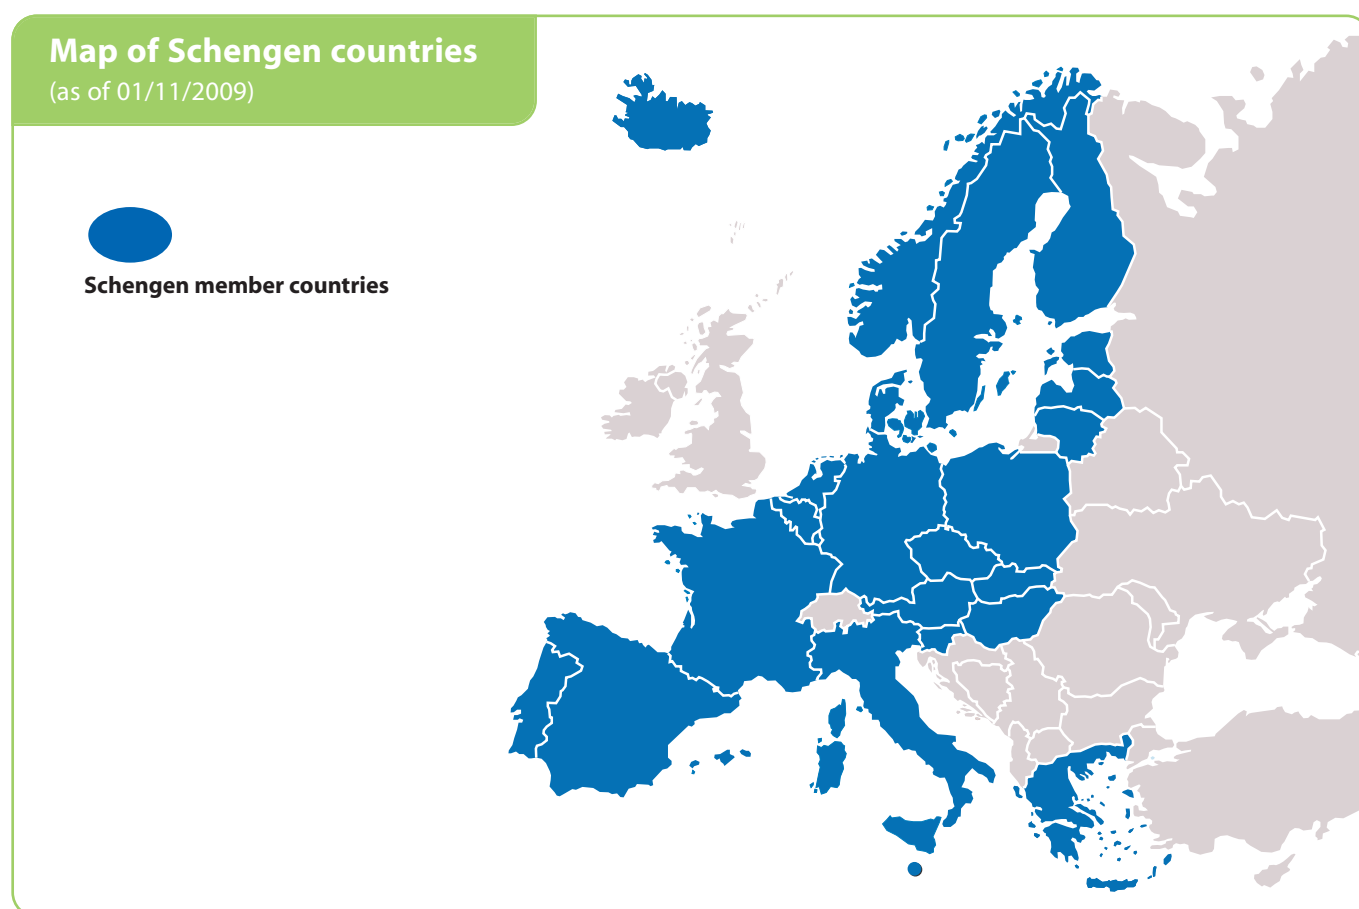 Map of Schengen countries
(as of 01/11/2009)
Schengen member countries